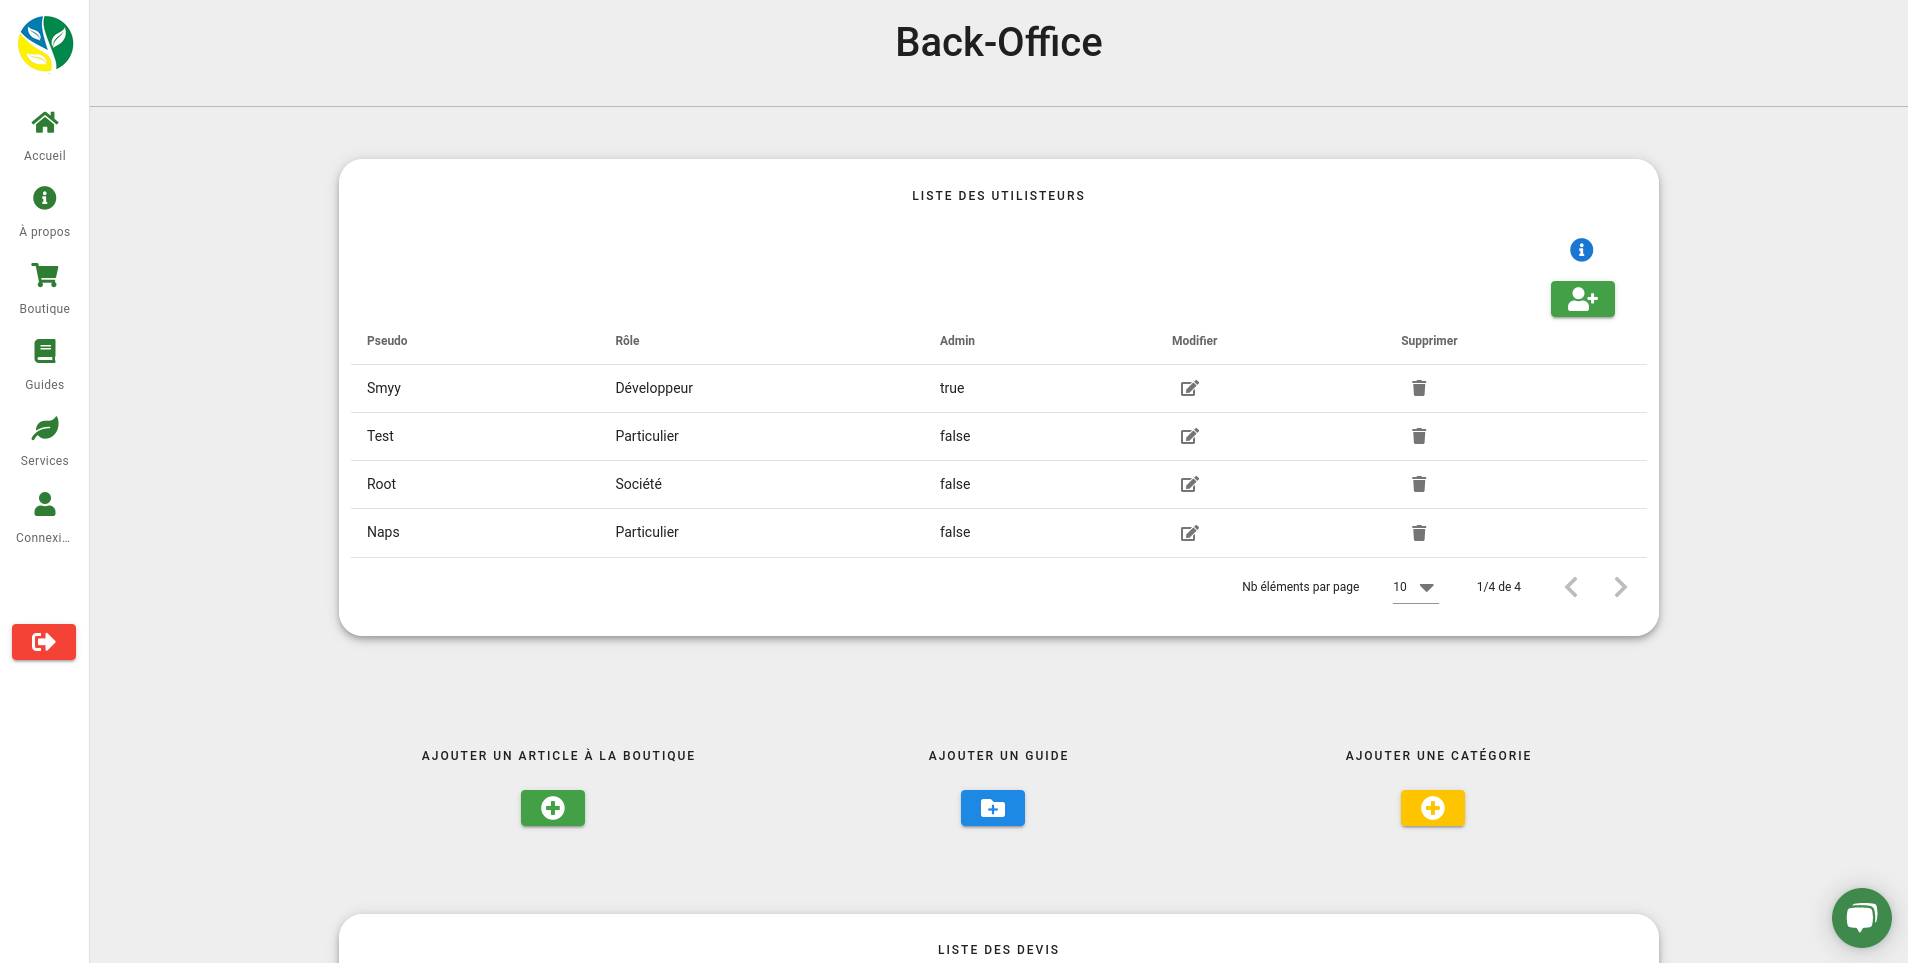 Back-Office
Accueil
À propos
Boutique
Guides
Services
Connexi...
LISTE DES UTILISTEURS
Pseudo Rôle Admin Modifier Supprimer
Smyy Développeur true
Test Particulier false
Root Société false
Naps Particulier false
Nb éléments par page 10 1/4 de 4
AJOUTER UN ARTICLE À LA BOUTIQUE
AJOUTER UN GUIDE
AJOUTER UNE CATÉGORIE
LISTE DES DEVIS